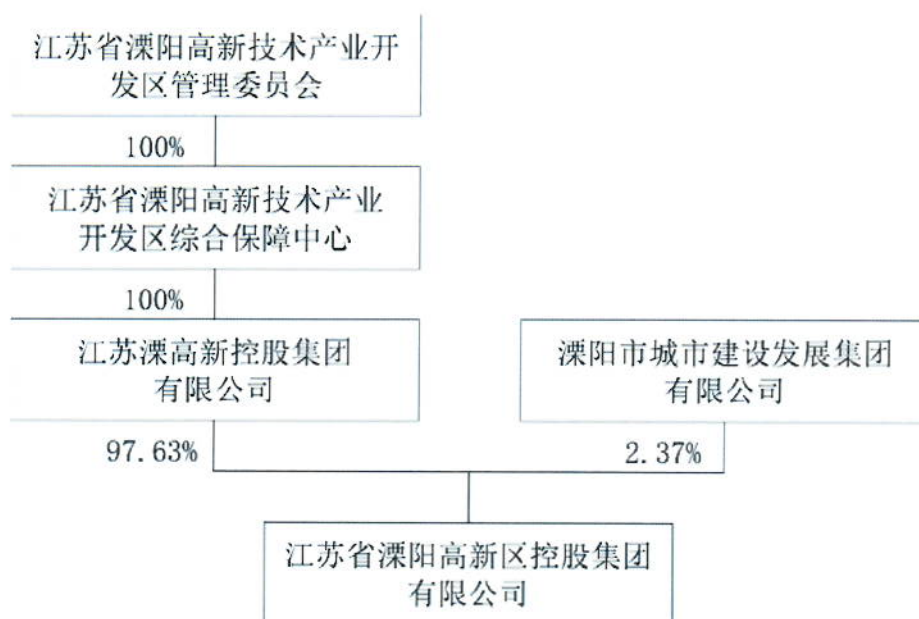 江苏省溧阳高新技术产业开
发区管理委员会
100%
江苏省溧阳高新技术产业
开发区综合保障中心
100%
江苏溧高新控股集团
有限公司
溧阳市城市建设发展集团
有限公司
97.63%
2.37%
江苏省溧阳高新区控股集团
有限公司